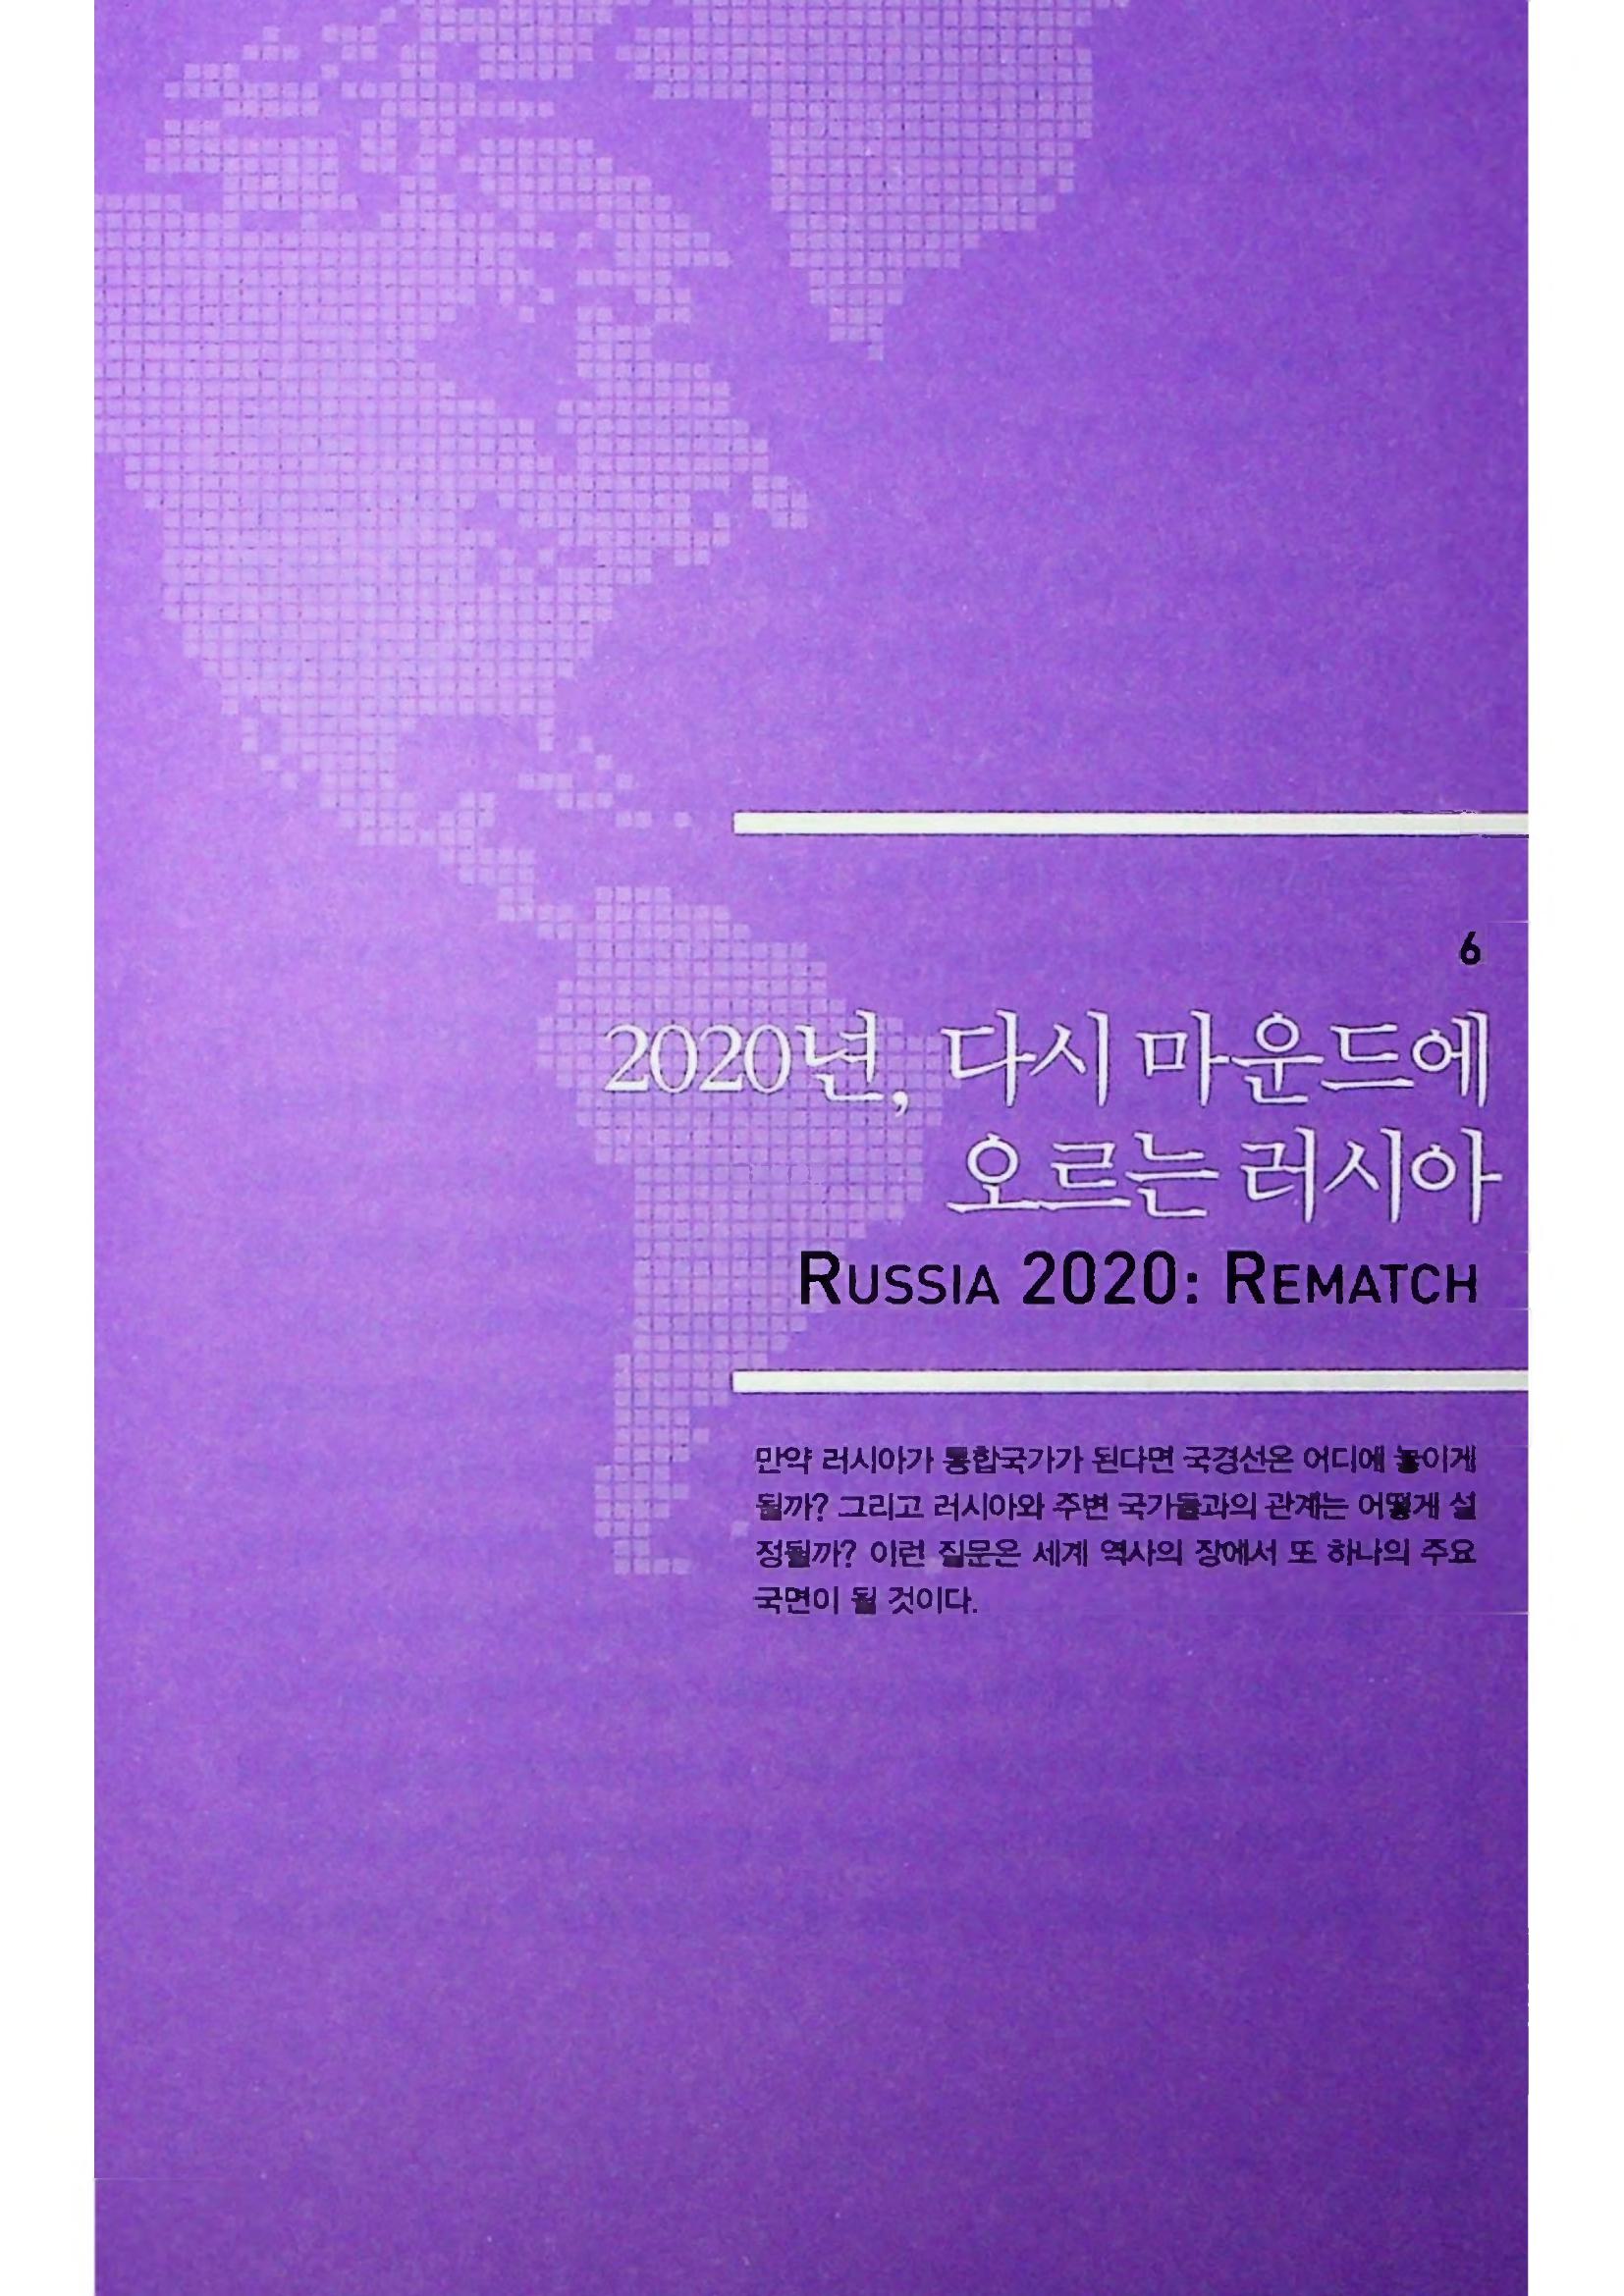 6
2020년, 다시 마운드에
오르는 러시아
RUSSIA 2020: REMATCH
만약 러시아가 통합국가가 된다면 국경선은 어디에 놓이게
될까? 그리고 러시아와 주변 국가들과의 관계는 어떻게 설
정될까? 이런 질문은 세계 역사의 장에서 또 하나의 주요
국면이 될 것이다.